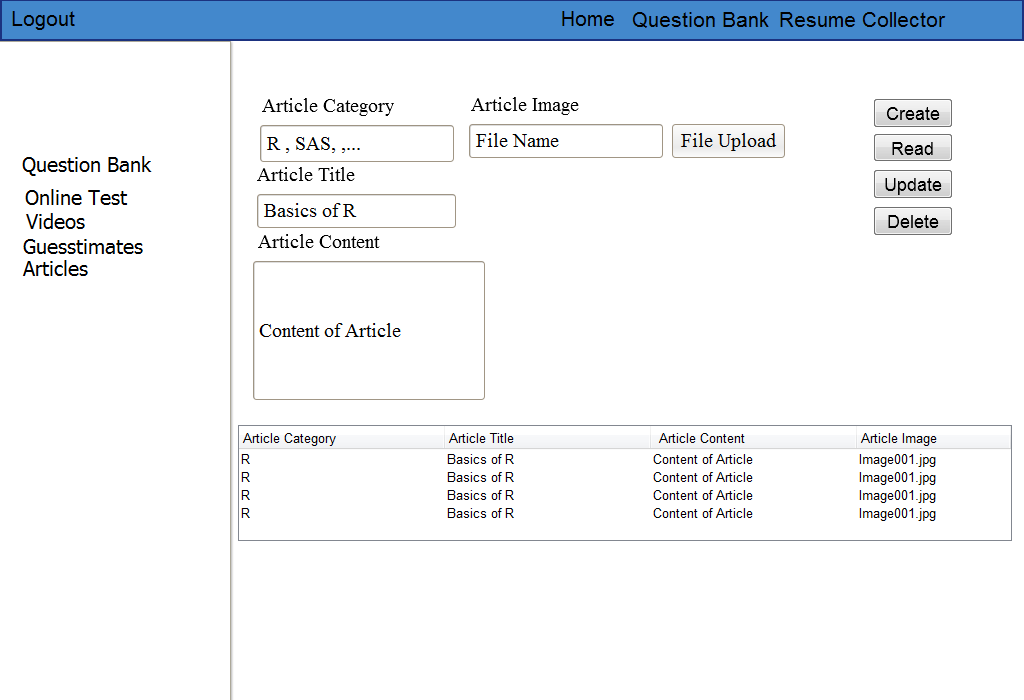 Logout Home Question Bank Resume Collector
Question Bank
Online Test
Videos
Guesstimates
Articles
Article Category Article Image
R , SAS, ,... File Name File Upload
Article Title
Basics of R
Article Content
Content of Article
Create
Read
Update
Delete
Article Category Article Title Article Content Article Image
R Basics of R Content of Article Image001.jpg
R Basics of R Content of Article Image001.jpg
R Basics of R Content of Article Image001.jpg
R Basics of R Content of Article Image001.jpg